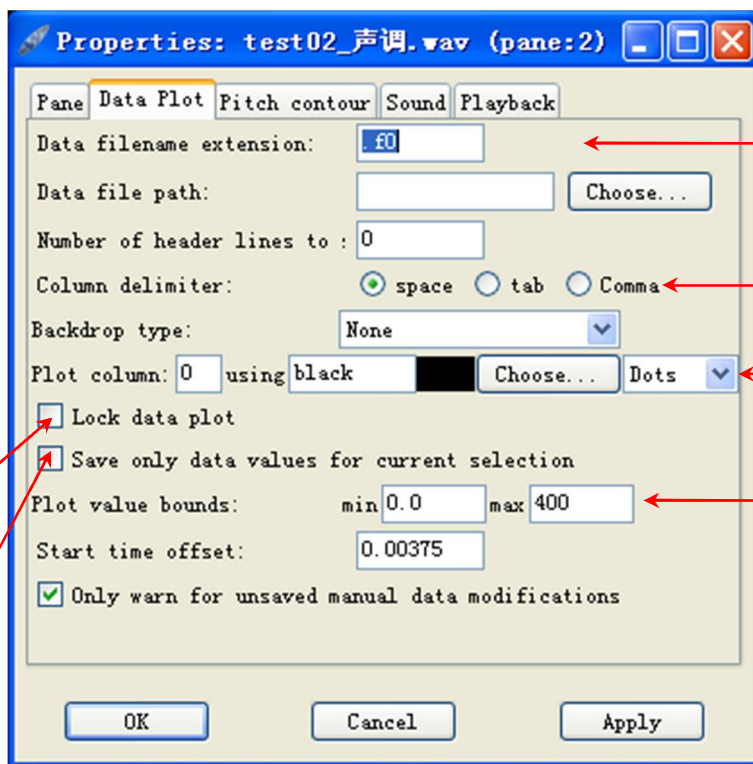 Properties: test02_声调.wav (pane:2)
Pane Data Plot Pitch contour Sound Playback
Data filename extension: .f0
Data file path: Choose...
Number of header lines to : 0
Column delimiter: space tab Comma
Backdrop type: None
Plot column: 0 using black Choose... Dots
Lock data plot
Save only data values for current selection
Plot value bounds: min 0.0 max 400
Start time offset: 0.00375
Only warn for unsaved manual data modifications
OK Cancel Apply